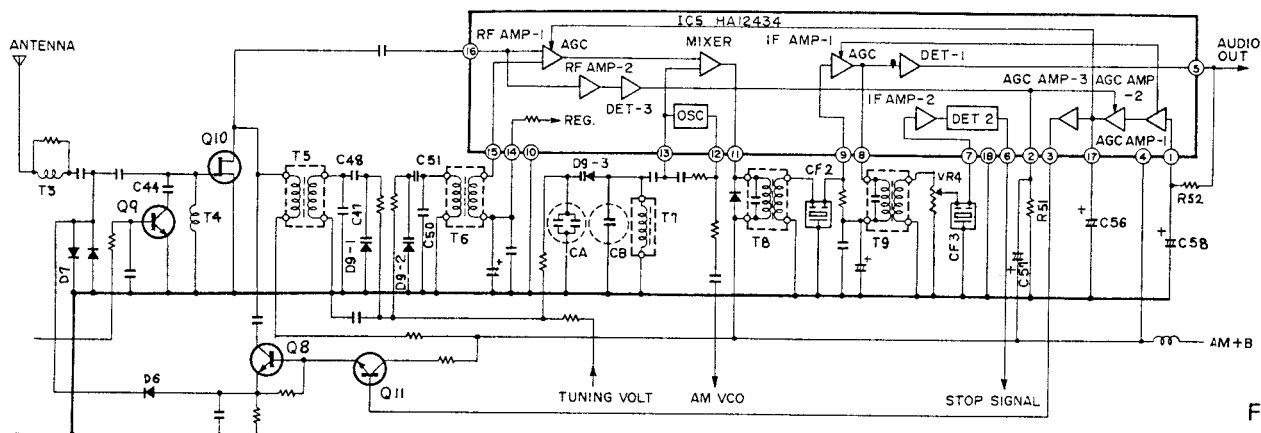 IC5 HA12434
ANTENNA
RF AMP-1
AGC
MIXER
IF AMP-1
AGC
DET-1
AUDIO
OUT
16
5
RF AMP-2
DET-3
AGC AMP-3
AGC AMP
-2
IF AMP-2
DET 2
AGC AMP-1
OSC
REG.
Q10
15
14
10
13
12
11
9
8
7
18
6
2
3
17
4
1
T5
C48
C51
D9-3
CF2
VR4
R52
T3
C44
Q9
T4
C47
C50
T6
T7
T8
T9
CF3
R51
C56
C58
D7
D9-1
D9-2
CA
CB
C57
Q8
AM+B
D6
Q11
TUNING VOLT
AM VCO
STOP SIGNAL
F